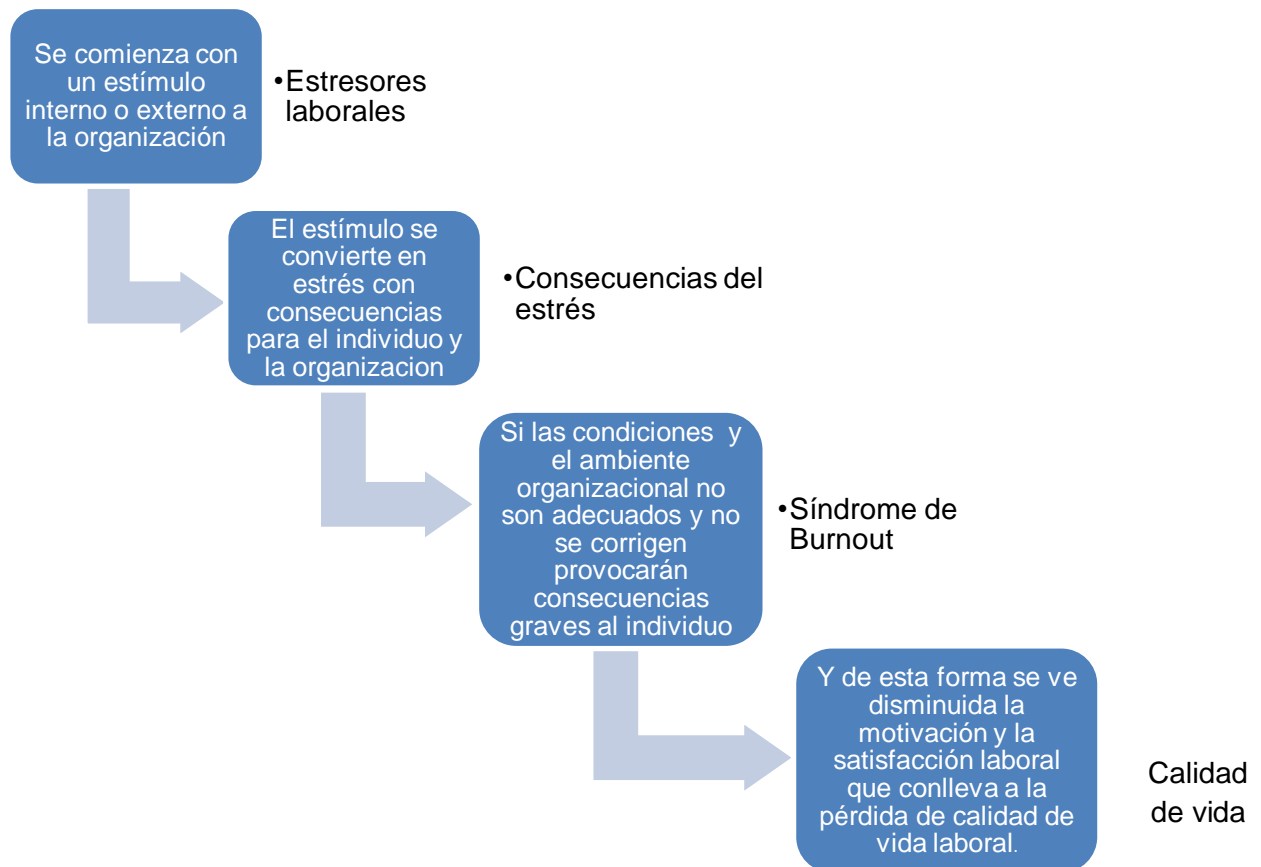 Se comienza con
un estímulo
interno o externo a
la organización
•Estresores
laborales
El estímulo se
convierte en
estrés con
consecuencias
para el individuo y
la organizacion
•Consecuencias del
estrés
Si las condiciones y
el ambiente
organizacional no
son adecuados y no
se corrigen
provocarán
consecuencias
graves al individuo
•Síndrome de
Burnout
Y de esta forma se ve
disminuida la
motivación y la
satisfacción laboral
que conlleva a la
pérdida de calidad de
vida laboral.
Calidad
de vida